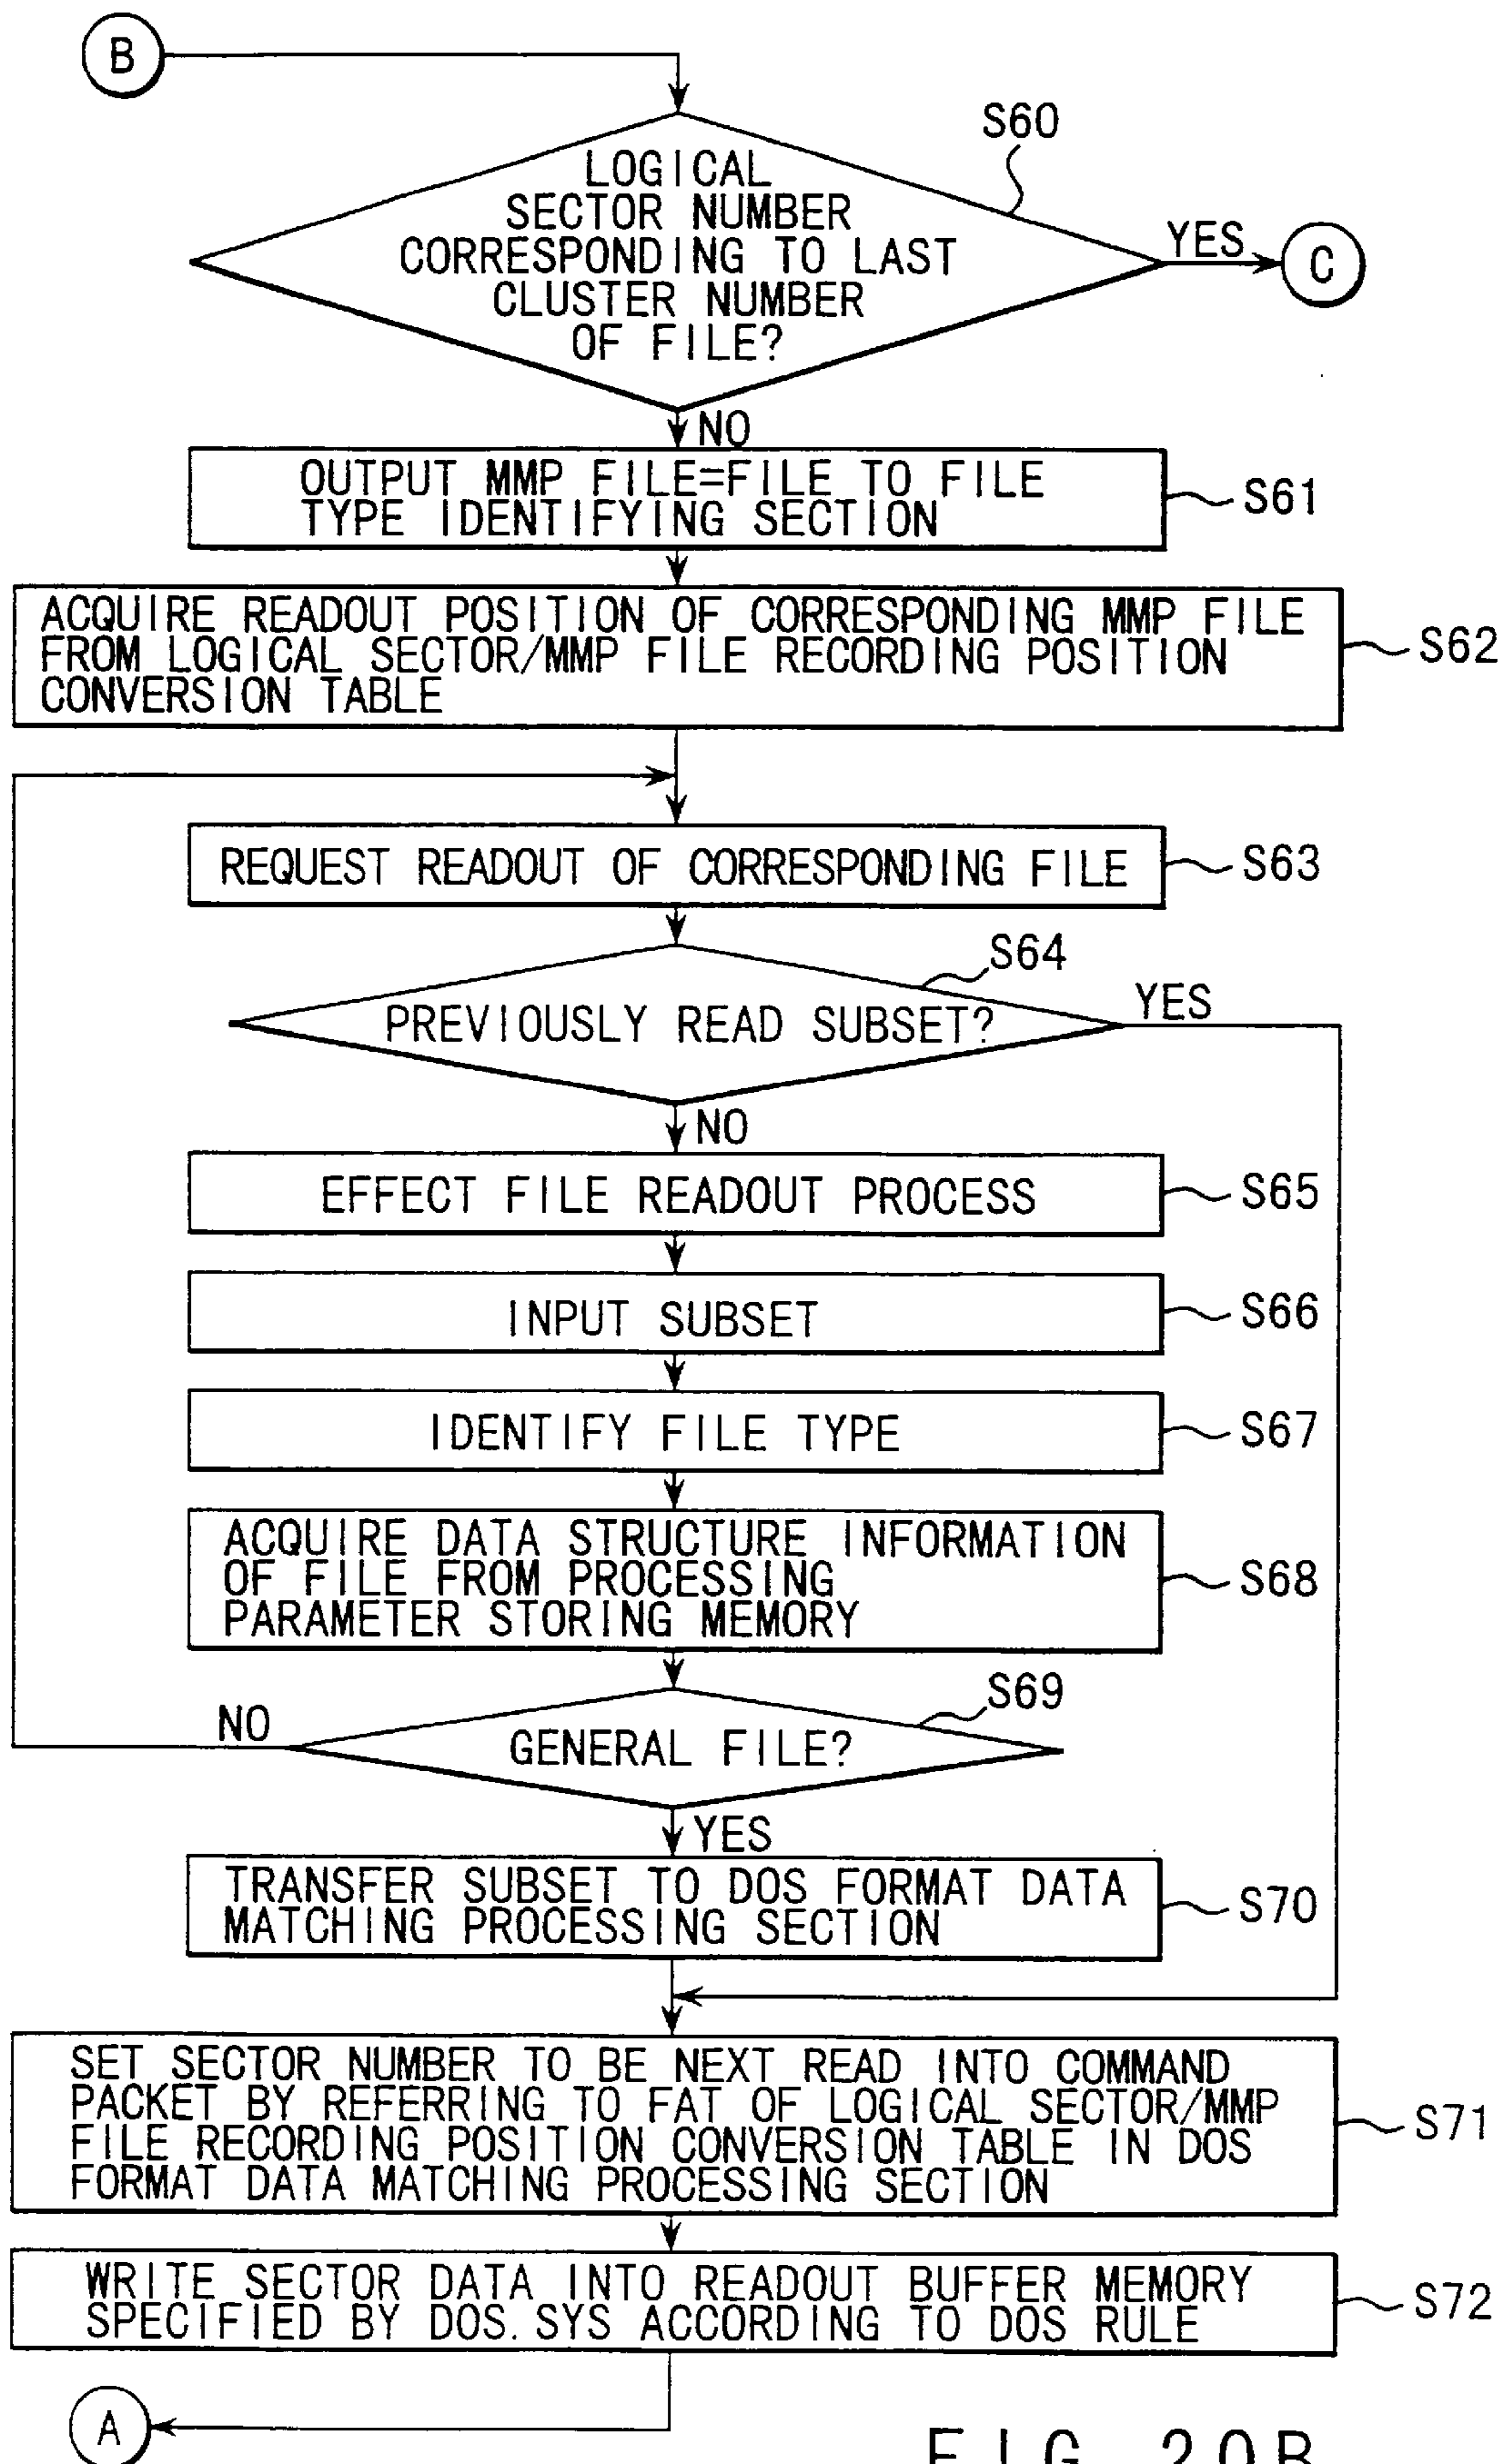 B
S60
LOGICAL
SECTOR NUMBER
CORRESPONDING TO LAST
CLUSTER NUMBER
OF FILE?
YES
C
NO
OUTPUT MMP FILE=FILE TO FILE
TYPE IDENTIFYING SECTION
S61
ACQUIRE READOUT POSITION OF CORRESPONDING MMP FILE
FROM LOGICAL SECTOR/MMP FILE RECORDING POSITION
CONVERSION TABLE
S62
REQUEST READOUT OF CORRESPONDING FILE
S63
S64
PREVIOUSLY READ SUBSET?
YES
NO
EFFECT FILE READOUT PROCESS
S65
INPUT SUBSET
S66
IDENTIFY FILE TYPE
S67
ACQUIRE DATA STRUCTURE INFORMATION
OF FILE FROM PROCESSING
PARAMETER STORING MEMORY
S68
S69
NO
GENERAL FILE?
YES
TRANSFER SUBSET TO DOS FORMAT DATA
MATCHING PROCESSING SECTION
S70
SET SECTOR NUMBER TO BE NEXT READ INTO COMMAND
PACKET BY REFERRING TO FAT OF LOGICAL SECTOR/MMP
FILE RECORDING POSITION CONVERSION TABLE IN DOS
FORMAT DATA MATCHING PROCESSING SECTION
S71
WRITE SECTOR DATA INTO READOUT BUFFER MEMORY
SPECIFIED BY DOS.SYS ACCORDING TO DOS RULE
S72
A
FIG. 20B